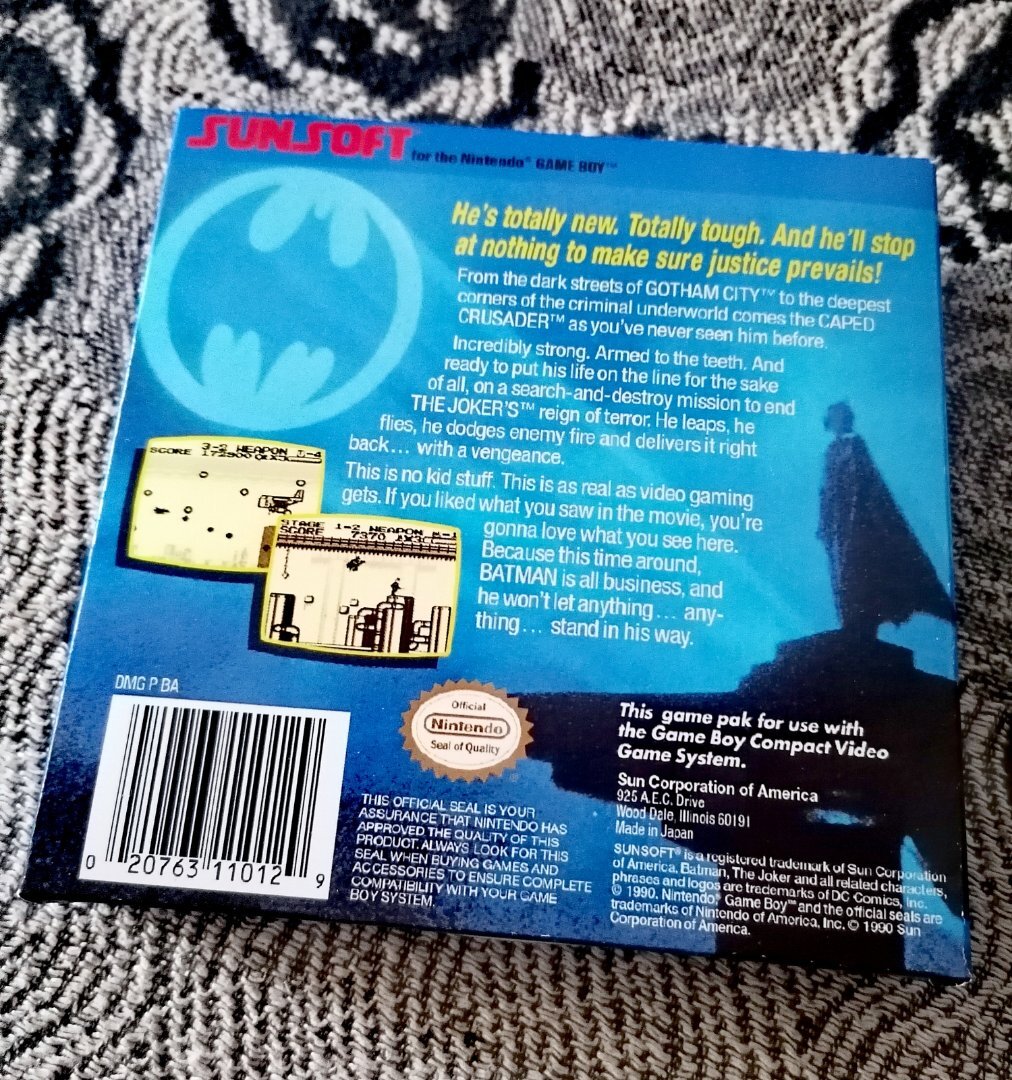 SUNSOFT™ for the Nintendo® GAME BOY™
He's totally new. Totally tough. And he'll stop
at nothing to make sure justice prevails!
From the dark streets of GOTHAM CITY™ to the deepest
corners of the criminal underworld comes the CAPED
CRUSADER™ as you've never seen him before.
Incredibly strong. Armed to the teeth. And
ready to put his life on the line for the sake
of all, on a search-and-destroy mission to end
THE JOKER'S™ reign of terror. He leaps, he
flies, he dodges enemy fire and delivers it right
back... with a vengeance.
This is no kid stuff. This is as real as video gaming
gets. If you liked what you saw in the movie, you're
gonna love what you see here.
Because this time around,
BATMAN is all business, and
he won't let anything... any-
thing... stand in his way.
3-2 WEAPON
SCORE 172900
STAGE 1-2 WEAPON
SCORE 7370
DMG P BA
0 20763 11012 9
Official
Nintendo
Seal of Quality
THIS OFFICIAL SEAL IS YOUR
ASSURANCE THAT NINTENDO HAS
APPROVED THE QUALITY OF THIS
PRODUCT. ALWAYS LOOK FOR THIS
SEAL WHEN BUYING GAMES AND
ACCESSORIES TO ENSURE COMPLETE
COMPATIBILITY WITH YOUR GAME
BOY SYSTEM.
This game pak for use with
the Game Boy Compact Video
Game System.
Sun Corporation of America
925 A.E.C. Drive
Wood Dale, Illinois 60191
Made in Japan
SUNSOFT® is a registered trademark of Sun Corporation
of America. Batman, The Joker and all related characters,
phrases and logos are trademarks of DC Comics, Inc.
© 1990. Nintendo,® Game Boy™ and the official seals are
trademarks of Nintendo of America, Inc. © 1990 Sun
Corporation of America.